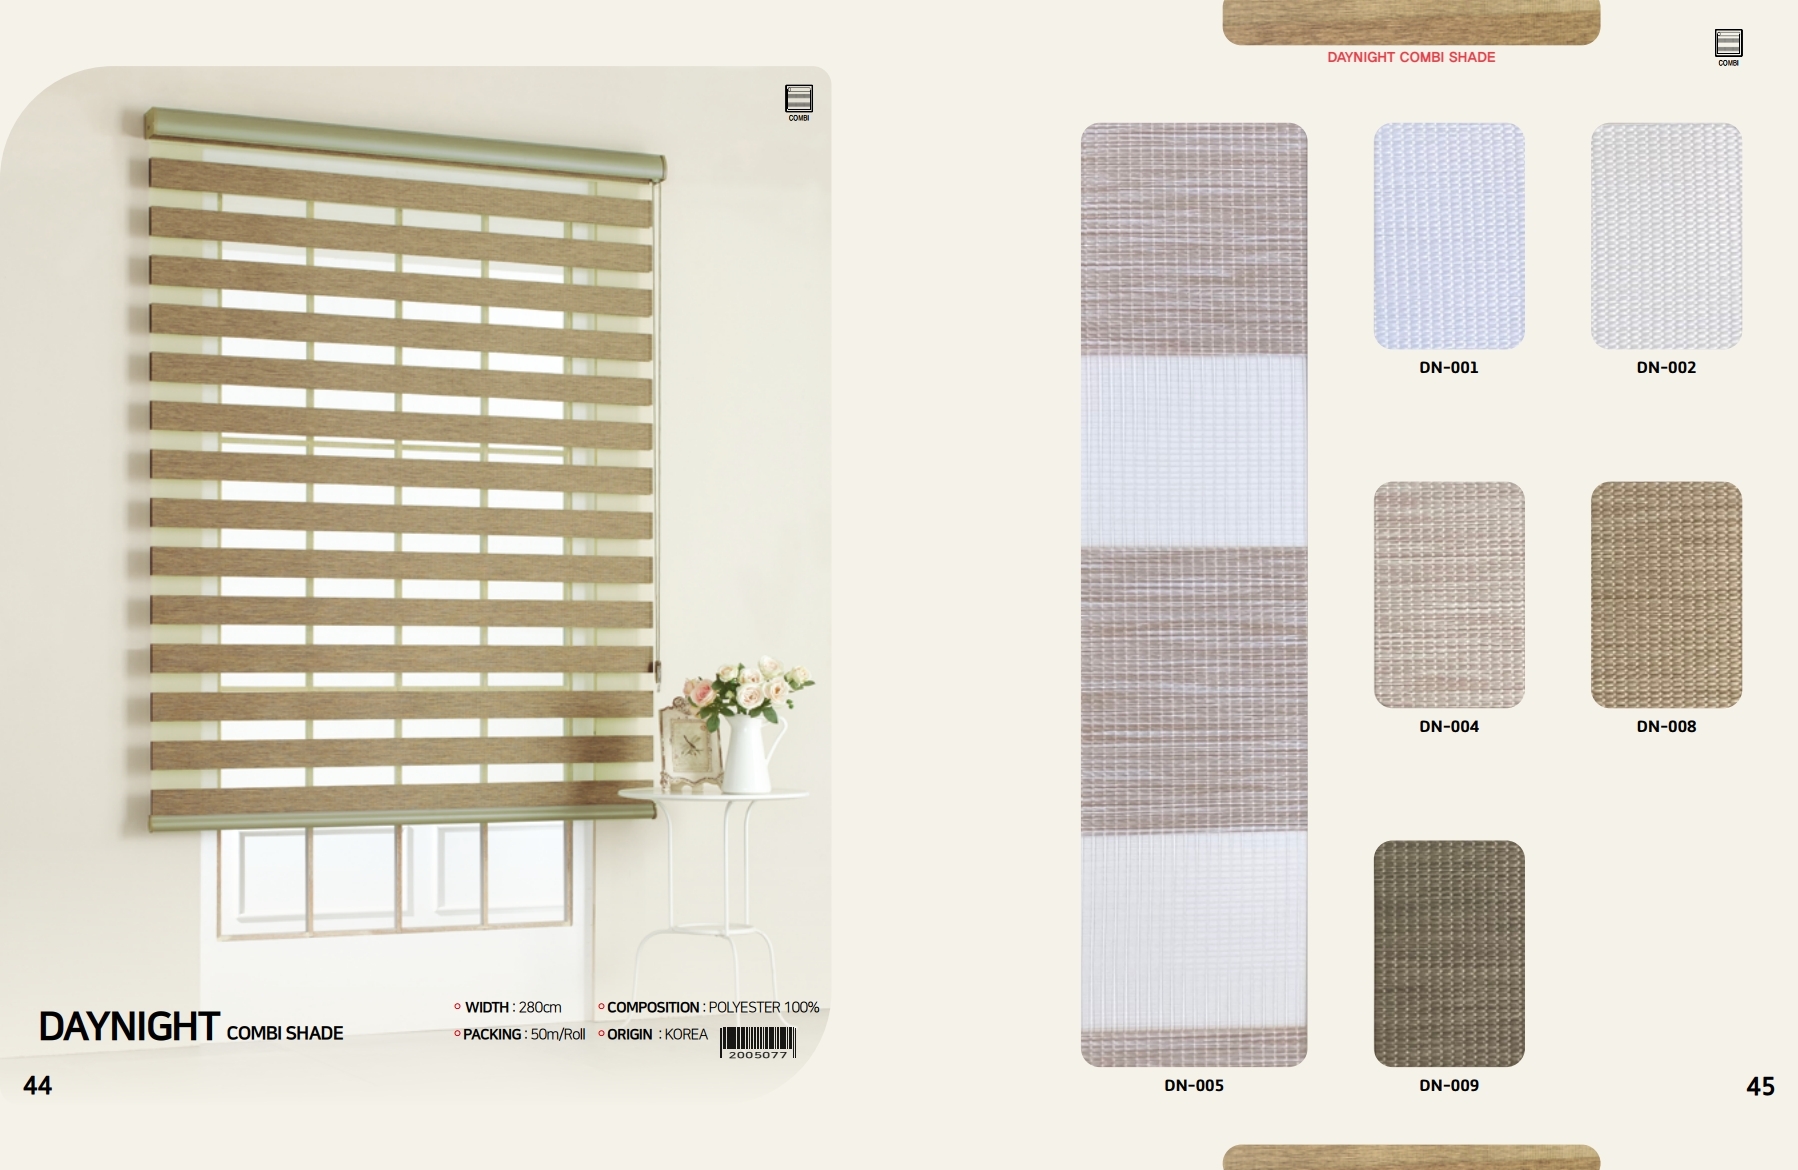 COMBI
DAYNIGHT COMBI SHADE
WIDTH : 280cm
COMPOSITION : POLYESTER 100%
PACKING : 50m/Roll
ORIGIN : KOREA
2005077
44
DAYNIGHT COMBI SHADE
COMBI
DN-001
DN-002
DN-004
DN-008
DN-005
DN-009
45